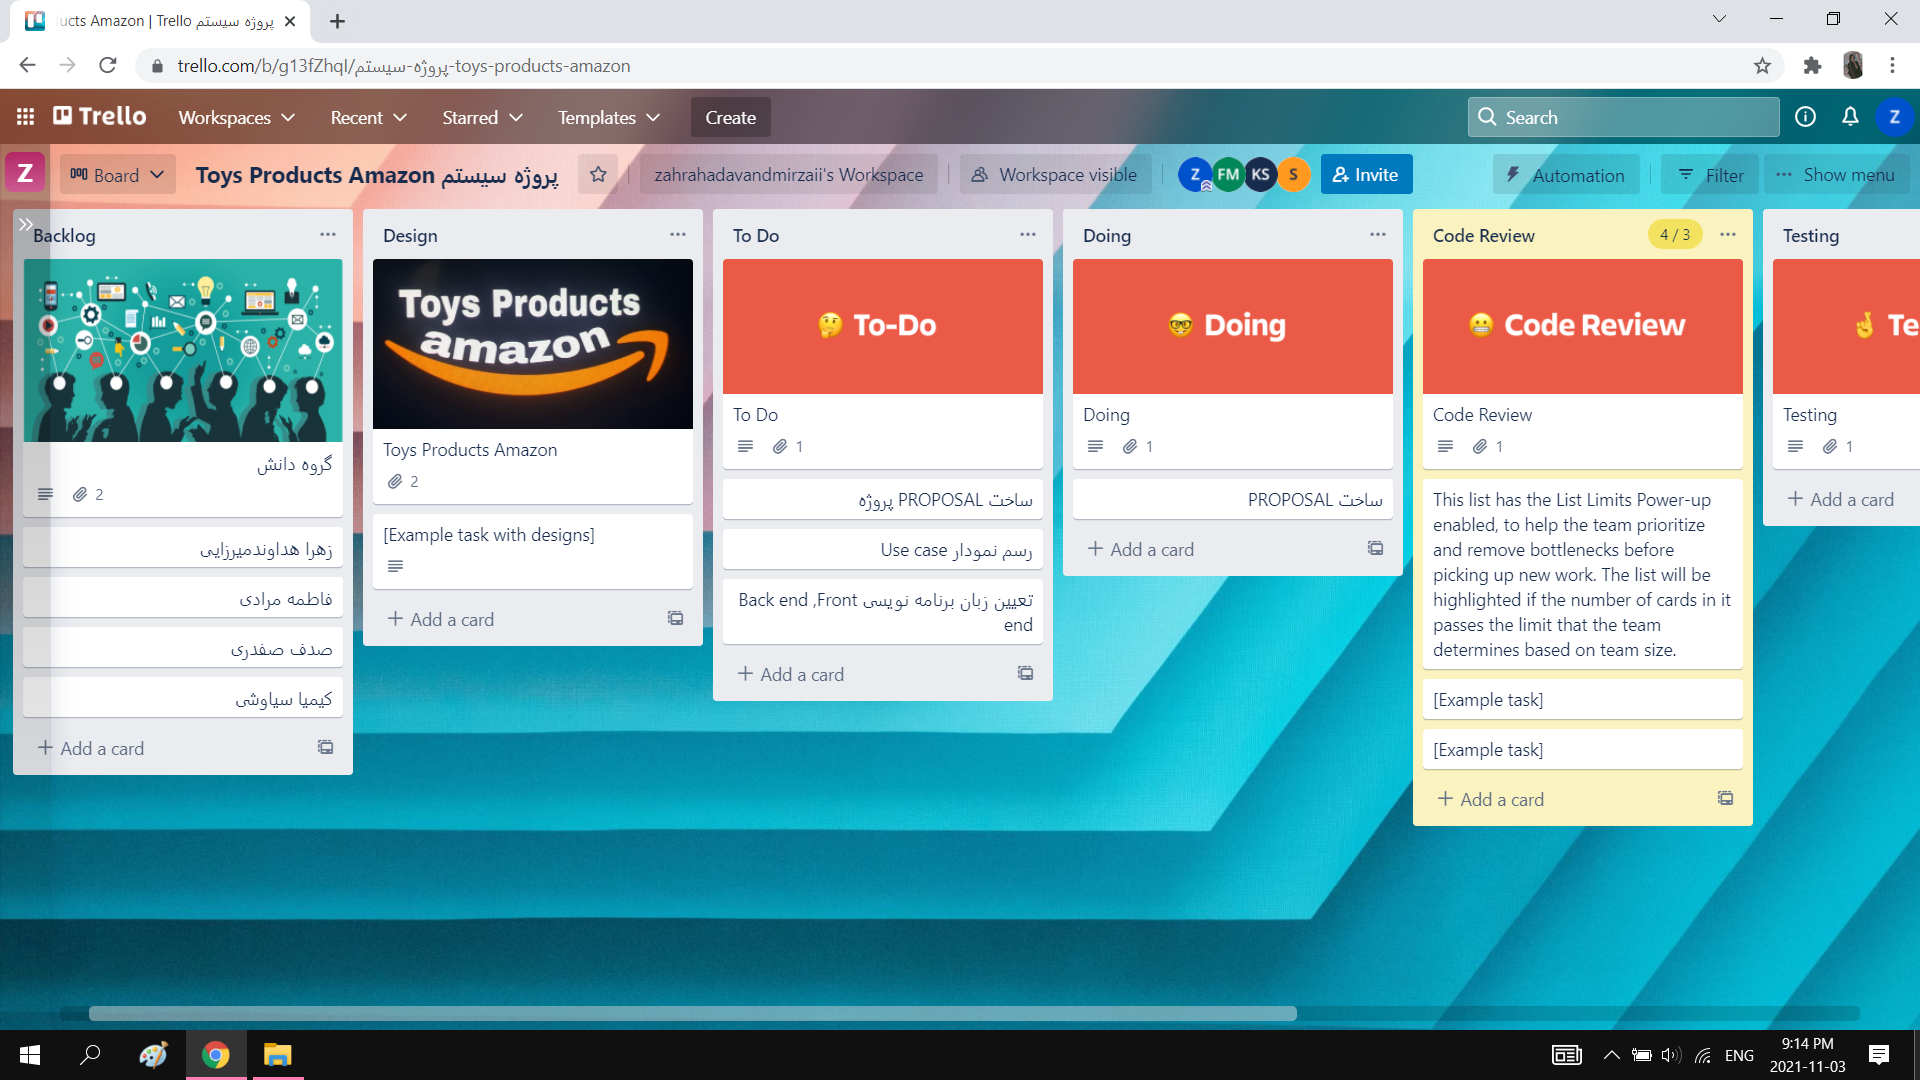 ucts Amazon | Trello پروژه سیستم
trello.com/b/g13fZhqI/پروژه-سیستم-toys-products-amazon
Trello
Workspaces
Recent
Starred
Templates
Create
Search
Z
Z
Board
Toys Products Amazon پروژه سیستم
zahrahadavandmirzaii's Workspace
Workspace visible
Z
FM
KS
S
Invite
Automation
Filter
Show menu
Backlog
گروه دانش
2
زهرا هداوندمیرزایی
فاطمه مرادی
صدف صفدری
کیمیا سیاوشی
Add a card
Design
Toys Products
amazon
Toys Products Amazon
2
[Example task with designs]
Add a card
To Do
To-Do
To Do
1
ساخت PROPOSAL پروژه
رسم نمودار Use case
تعیین زبان برنامه نویسی Back end ,Front
end
Add a card
Doing
Doing
Doing
1
ساخت PROPOSAL
Add a card
Code Review
4 / 3
Code Review
Code Review
1
This list has the List Limits Power-up
enabled, to help the team prioritize
and remove bottlenecks before
picking up new work. The list will be
highlighted if the number of cards in it
passes the limit that the team
determines based on team size.
[Example task]
[Example task]
Add a card
Testing
Te
Testing
1
Add a card
ENG
9:14 PM
2021-11-03